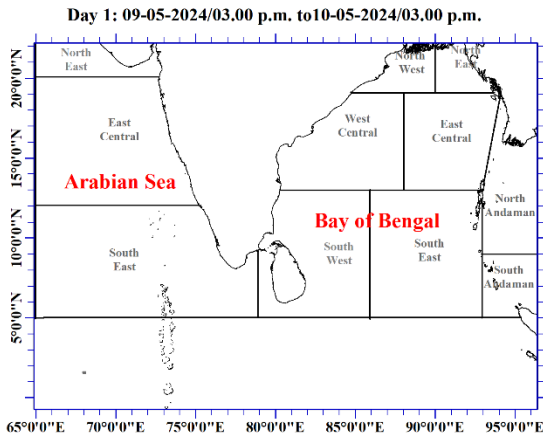 Day 1: 09-05-2024/03.00 p.m. to10-05-2024/03.00 p.m.
North
East
North
West
North
East
East
Central
West
Central
East
Central
Arabian Sea
Bay of Bengal
North
Andaman
South
East
South
West
South
East
South
Andaman
20°0'0"N
15°0'0"N
10°0'0"N
5°0'0"N
65°0'0"E
70°0'0"E
75°0'0"E
80°0'0"E
85°0'0"E
90°0'0"E
95°0'0"E